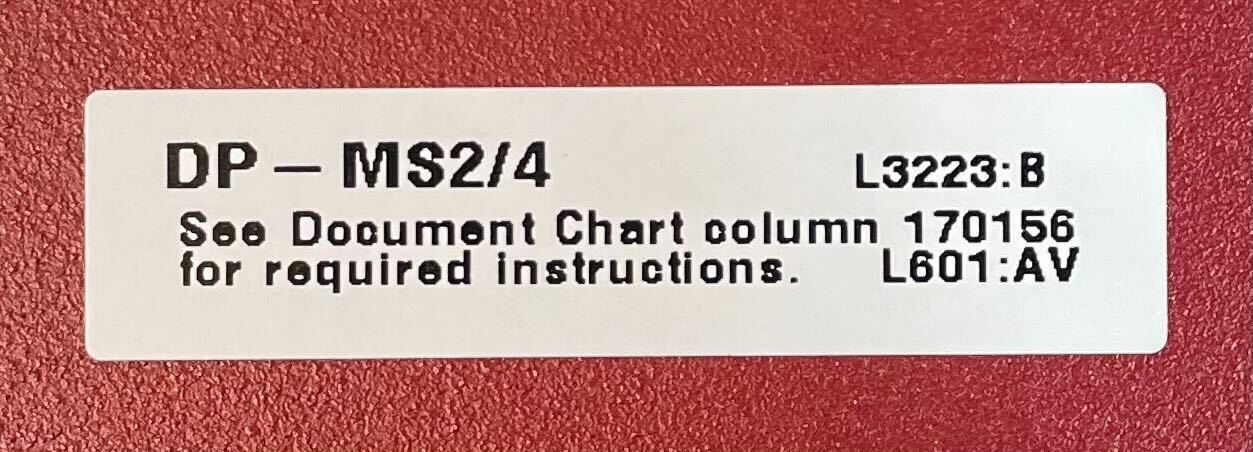 DP – MS2/4 L3223:B
See Document Chart column 170156
for required instructions. L601:AV